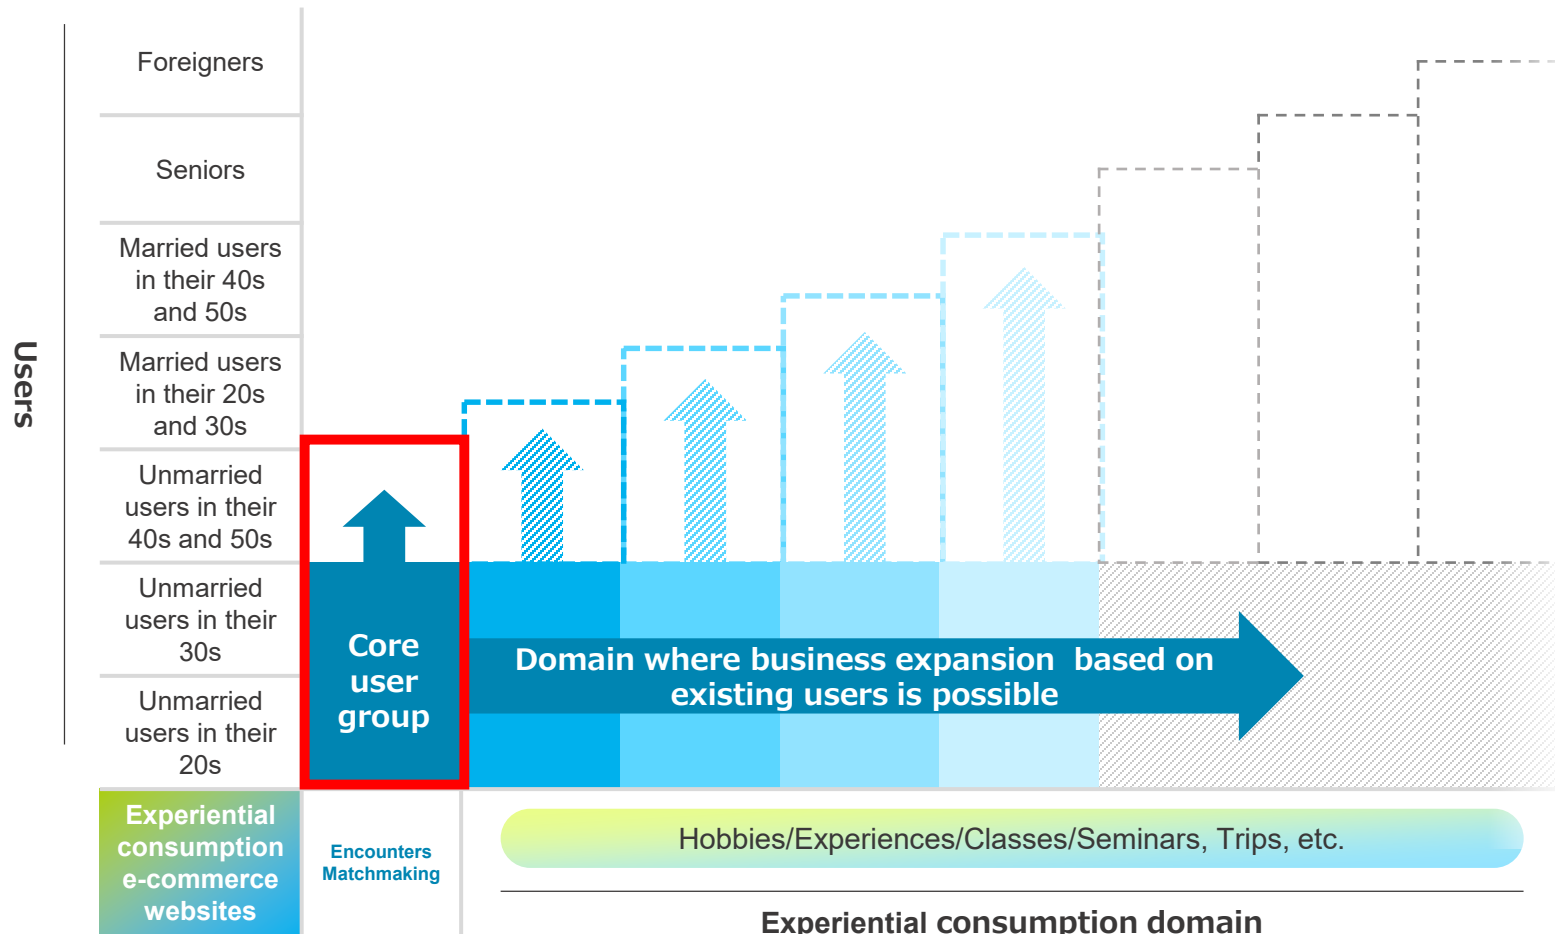 Users
Foreigners
Seniors
Married users
in their 40s
and 50s
Married users
in their 20s
and 30s
Unmarried
users in their
40s and 50s
Unmarried
users in their
30s
Unmarried
users in their
20s
Core
user
group
Domain where business expansion based on
existing users is possible
Experiential
consumption
e-commerce
websites
Encounters
Matchmaking
Hobbies/Experiences/Classes/Seminars, Trips, etc.
Experiential consumption domain